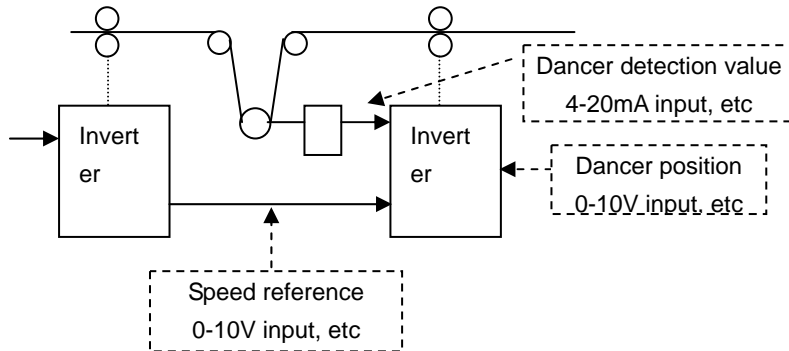 Dancer detection value
4-20mA input, etc
Invert
er
Invert
er
Dancer position
0-10V input, etc
Speed reference
0-10V input, etc